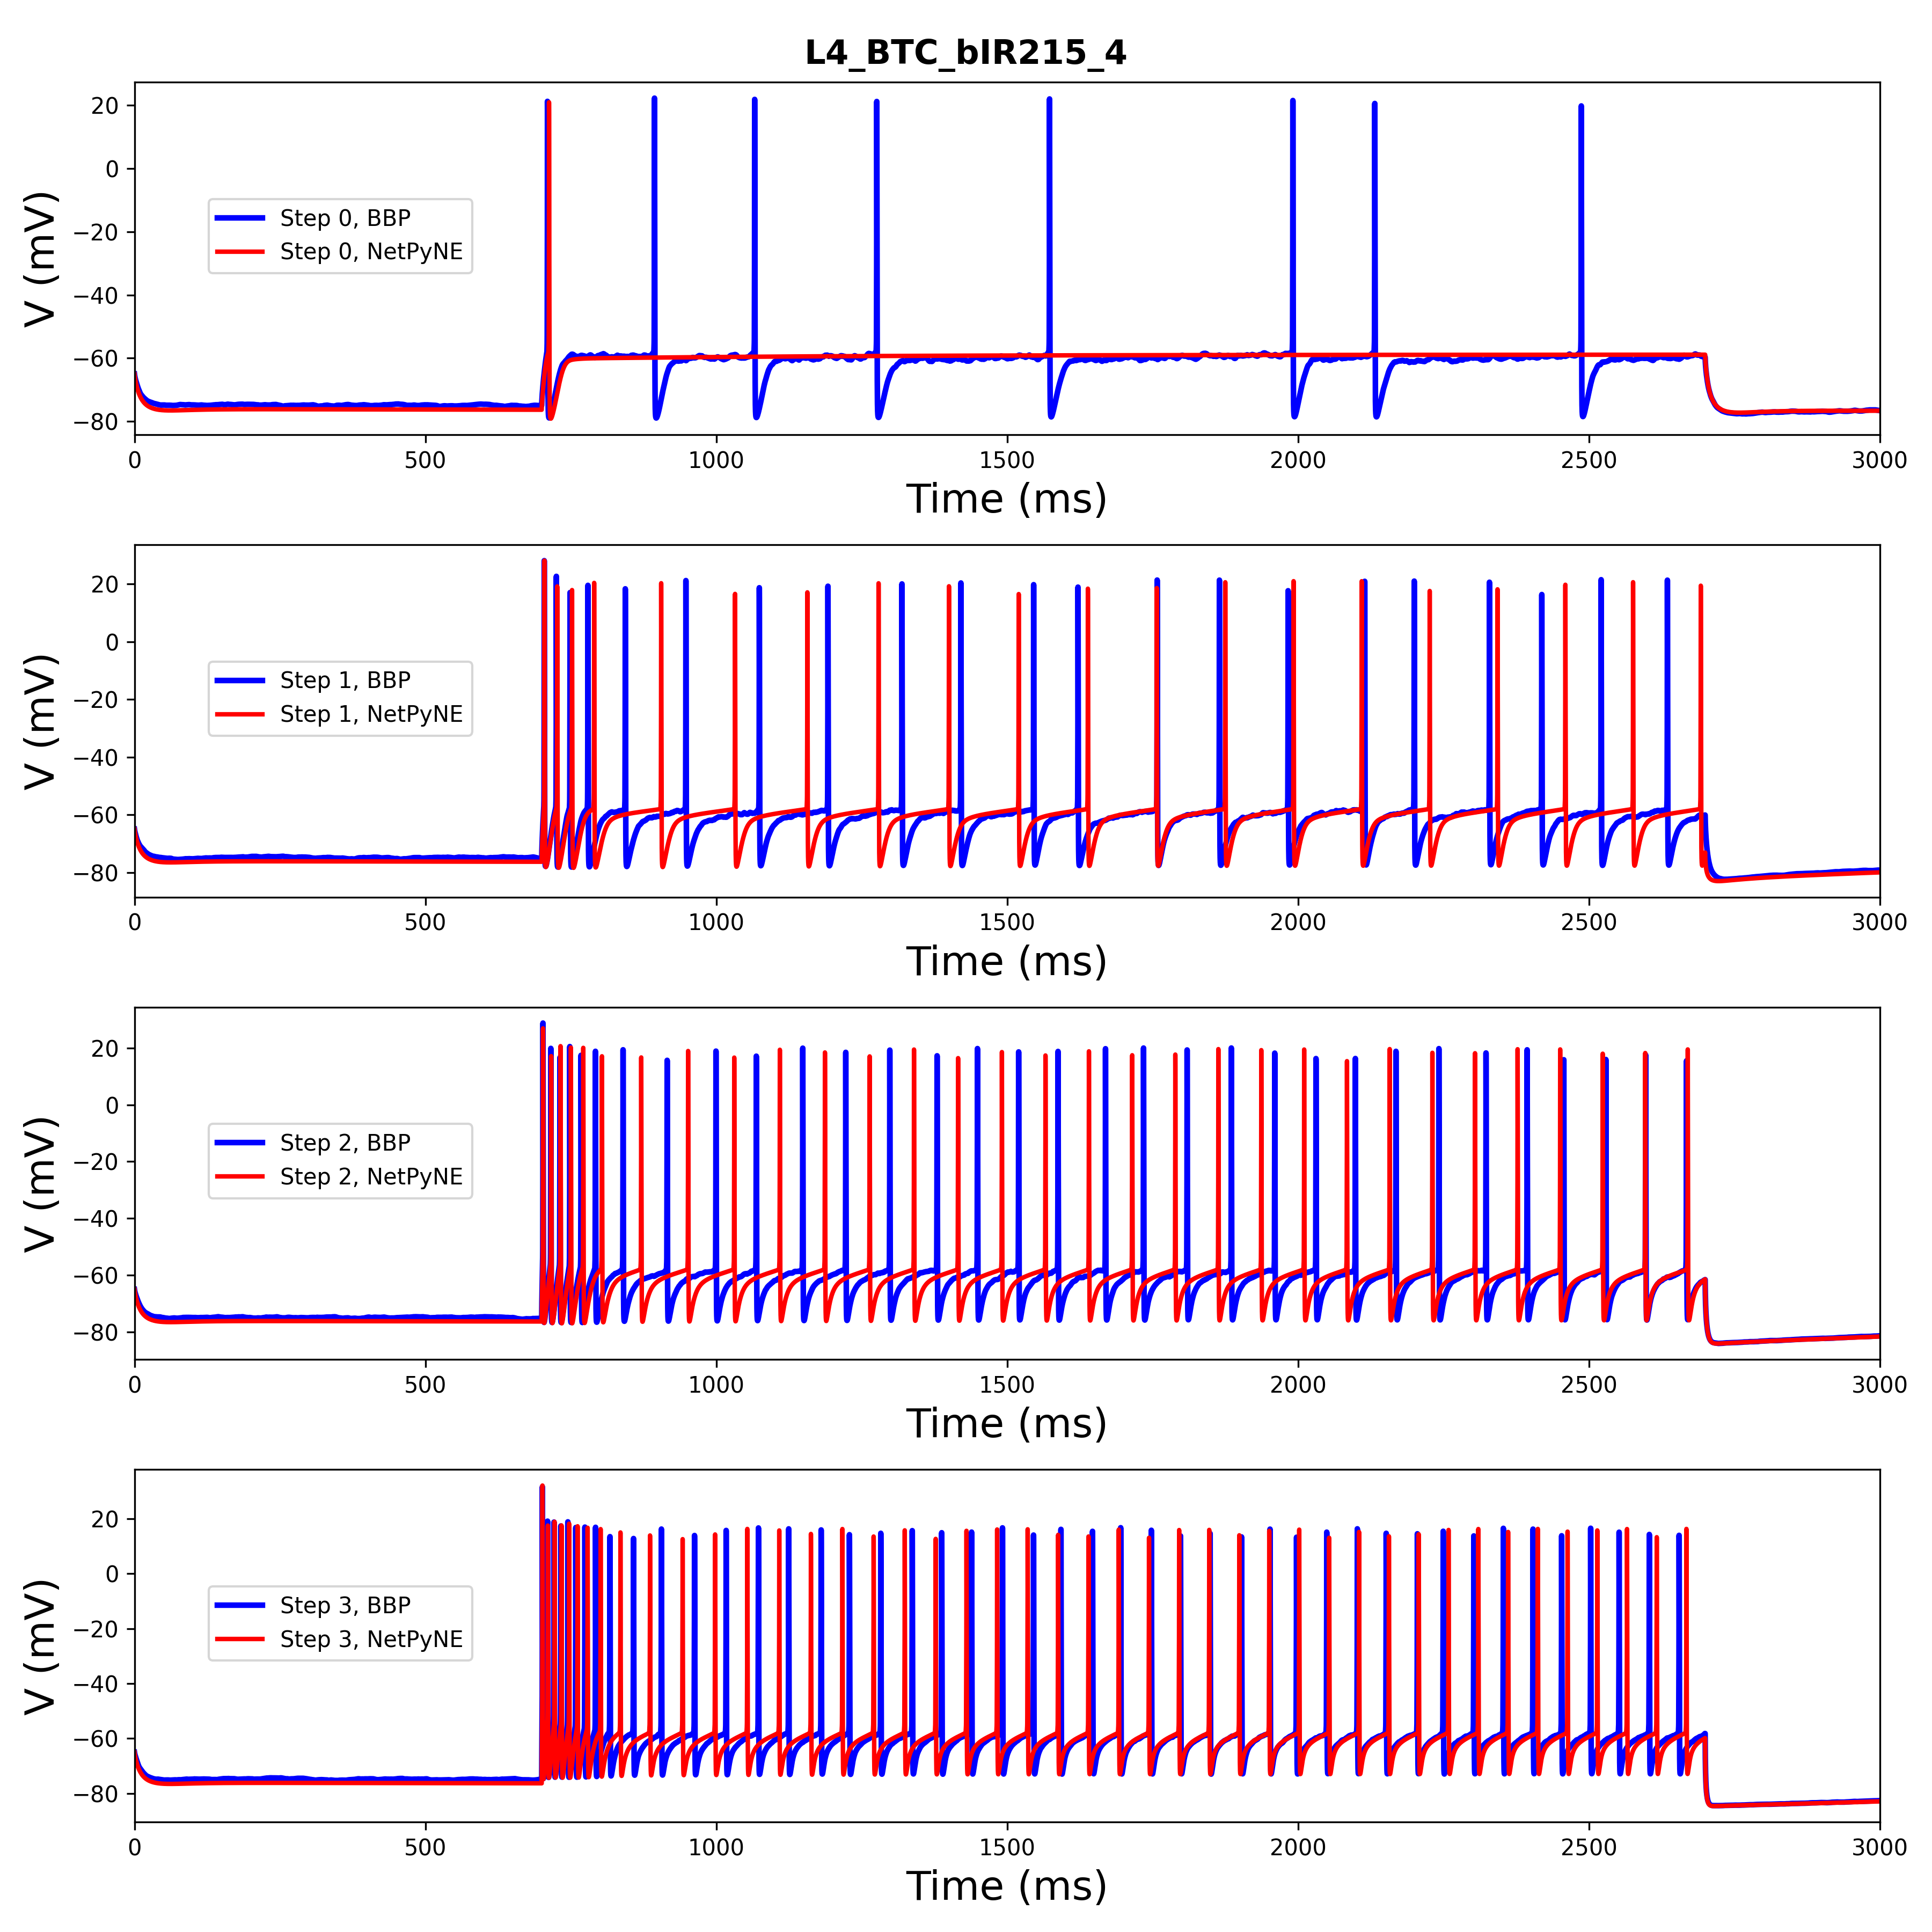 L4_BTC_bIR215_4
V (mV)
20
0
−20
−40
−60
−80
Step 0, BBP
Step 0, NetPyNE
0 500 1000 1500 2000 2500 3000
Time (ms)
V (mV)
20
0
−20
−40
−60
−80
Step 1, BBP
Step 1, NetPyNE
0 500 1000 1500 2000 2500 3000
Time (ms)
V (mV)
20
0
−20
−40
−60
−80
Step 2, BBP
Step 2, NetPyNE
0 500 1000 1500 2000 2500 3000
Time (ms)
V (mV)
20
0
−20
−40
−60
−80
Step 3, BBP
Step 3, NetPyNE
0 500 1000 1500 2000 2500 3000
Time (ms)